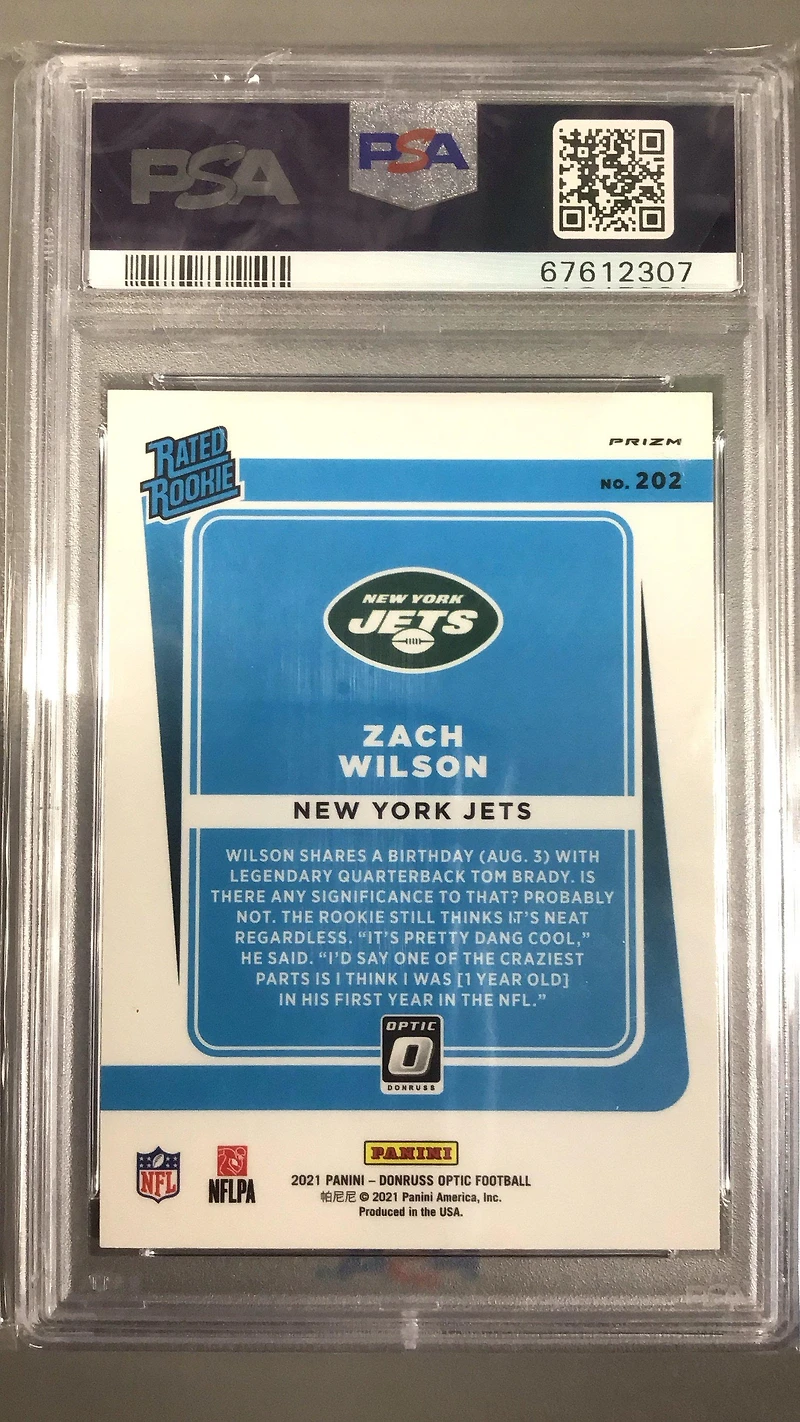 PSA
PSA
67612307
RATED
ROOKIE
PRIZM
NO. 202
NEW YORK
JETS
ZACH
WILSON
NEW YORK JETS
WILSON SHARES A BIRTHDAY (AUG. 3) WITH
LEGENDARY QUARTERBACK TOM BRADY. IS
THERE ANY SIGNIFICANCE TO THAT? PROBABLY
NOT. THE ROOKIE STILL THINKS IT'S NEAT
REGARDLESS. “IT'S PRETTY DANG COOL,”
HE SAID. “I'D SAY ONE OF THE CRAZIEST
PARTS IS I THINK I WAS [1 YEAR OLD]
IN HIS FIRST YEAR IN THE NFL.”
OPTIC
O
DONRUSS
NFL
NFLPA
PANINI
2021 PANINI – DONRUSS OPTIC FOOTBALL
帕尼尼 © 2021 Panini America, Inc.
Produced in the USA.
PSA